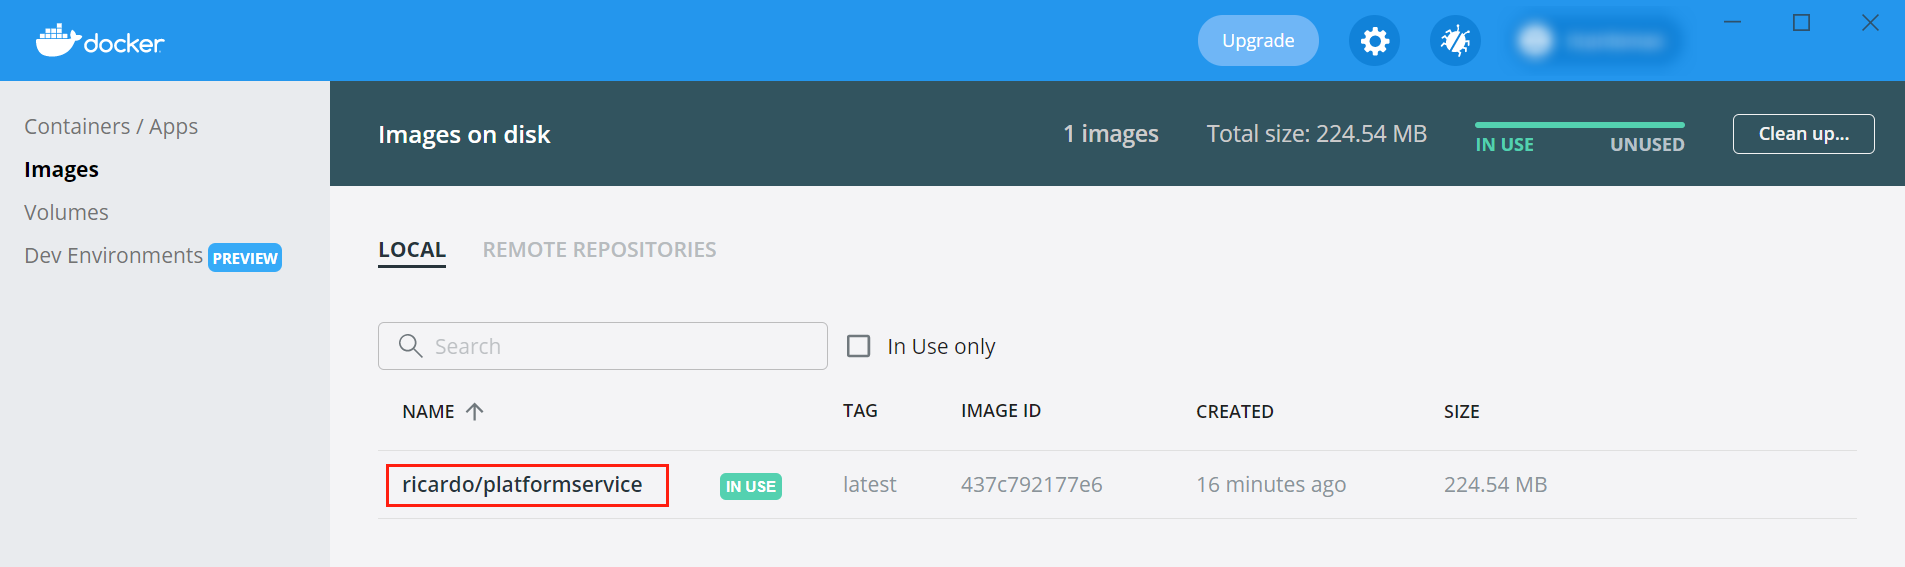 docker
Upgrade
Containers / Apps
Images
Volumes
Dev Environments PREVIEW
Images on disk
1 images
Total size: 224.54 MB
IN USE UNUSED
Clean up...
LOCAL REMOTE REPOSITORIES
Search
In Use only
NAME TAG IMAGE ID CREATED SIZE
ricardo/platformservice IN USE latest 437c792177e6 16 minutes ago 224.54 MB